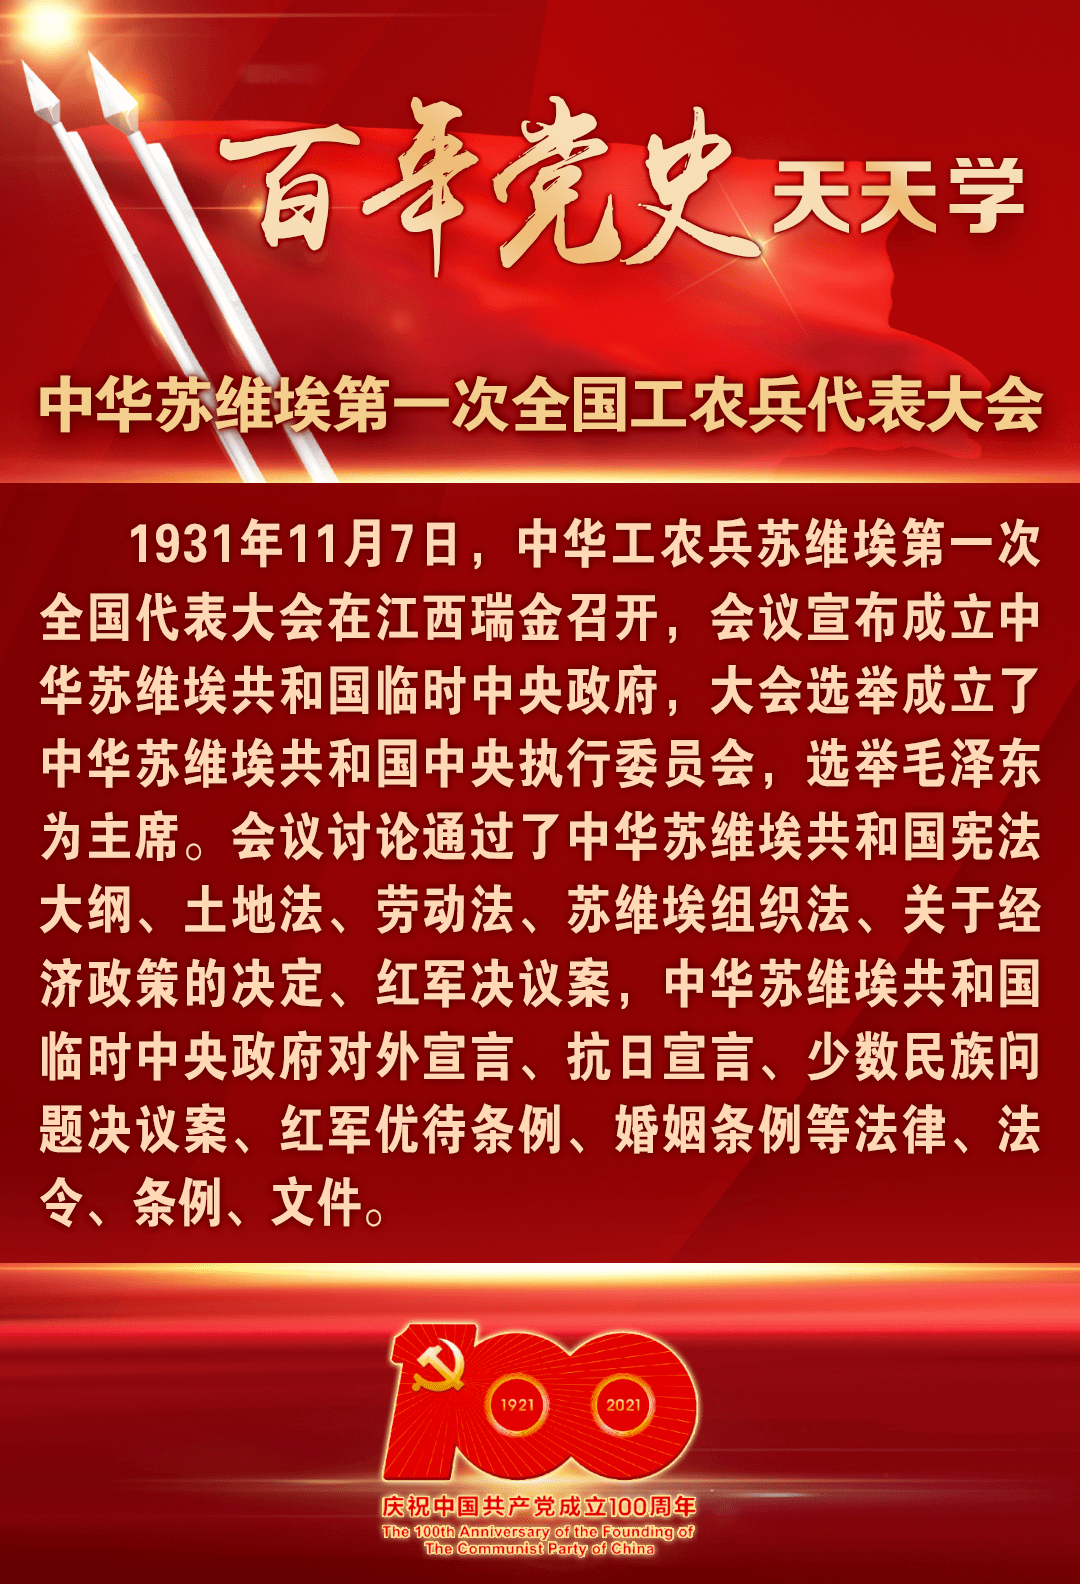 百年党史 天天学
中华苏维埃第一次全国工农兵代表大会
1931年11月7日，中华工农兵苏维埃第一次
全国代表大会在江西瑞金召开，会议宣布成立中
华苏维埃共和国临时中央政府，大会选举成立了
中华苏维埃共和国中央执行委员会，选举毛泽东
为主席。会议讨论通过了中华苏维埃共和国宪法
大纲、土地法、劳动法、苏维埃组织法、关于经
济政策的决定、红军决议案，中华苏维埃共和国
临时中央政府对外宣言、抗日宣言、少数民族问
题决议案、红军优待条例、婚姻条例等法律、法
令、条例、文件。
100
1921 2021
庆祝中国共产党成立100周年
The 100th Anniversary of the Founding of
The Communist Party of China